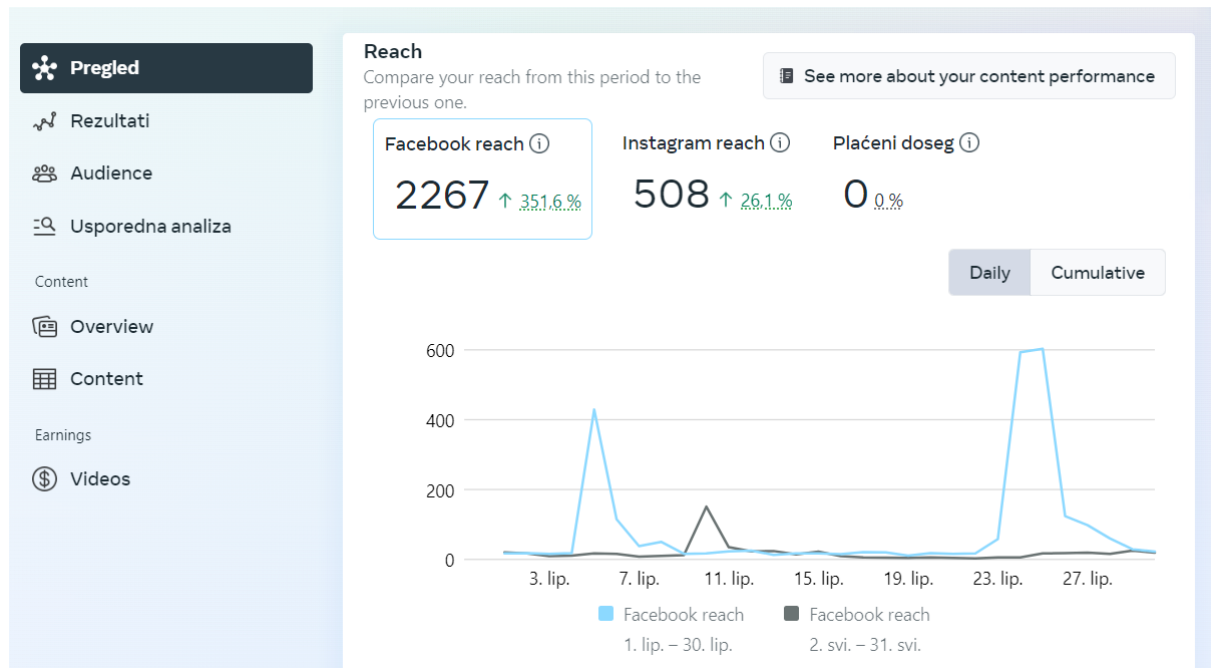 Pregled
Rezultati
Audience
Usporedna analiza
Content
Overview
Content
Earnings
Videos
Reach
Compare your reach from this period to the
previous one.
See more about your content performance
Facebook reach
2267 ↑ 351,6 %
Instagram reach
508 ↑ 26,1 %
Plaćeni doseg
0 0 %
Daily
Cumulative
600
400
200
0
3. lip. 7. lip. 11. lip. 15. lip. 19. lip. 23. lip. 27. lip.
Facebook reach
1. lip. – 30. lip.
Facebook reach
2. svi. – 31. svi.